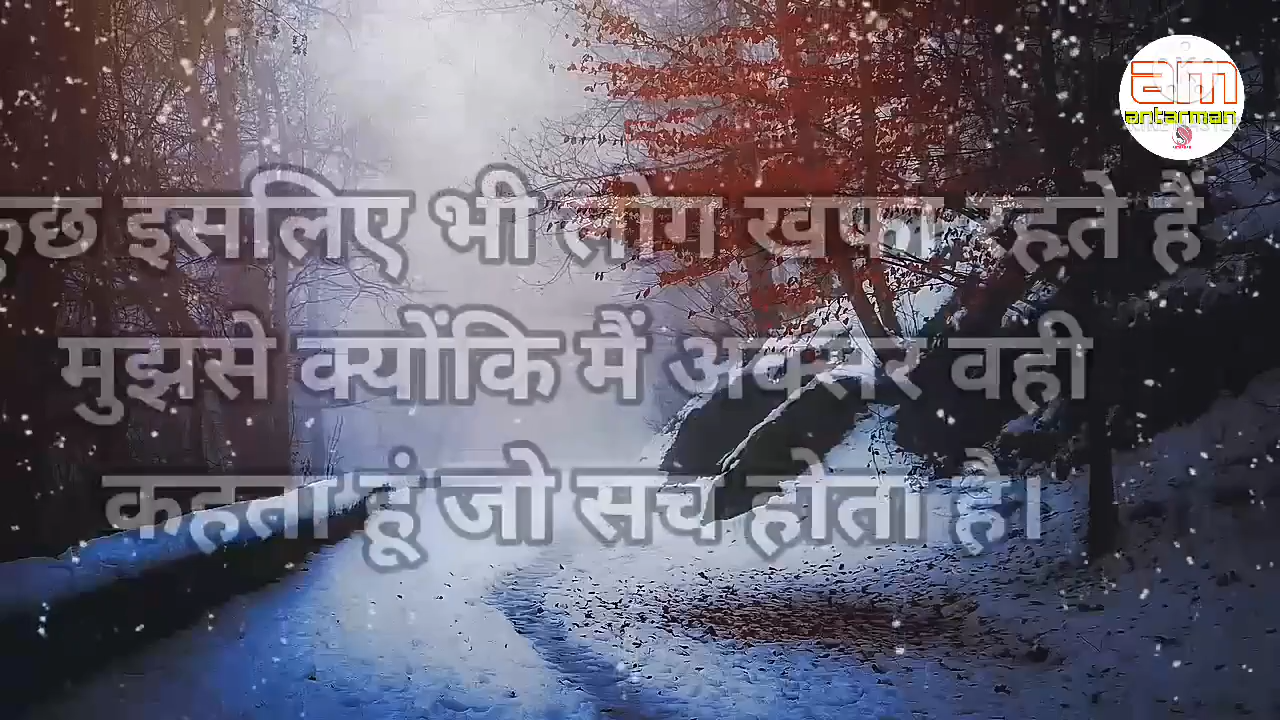 कुछ इसलिए भी लोग खफा रहते हैं
मुझसे क्योंकि मैं अक्सर वही
कहता हूं जो सच होता है।
am
antarman